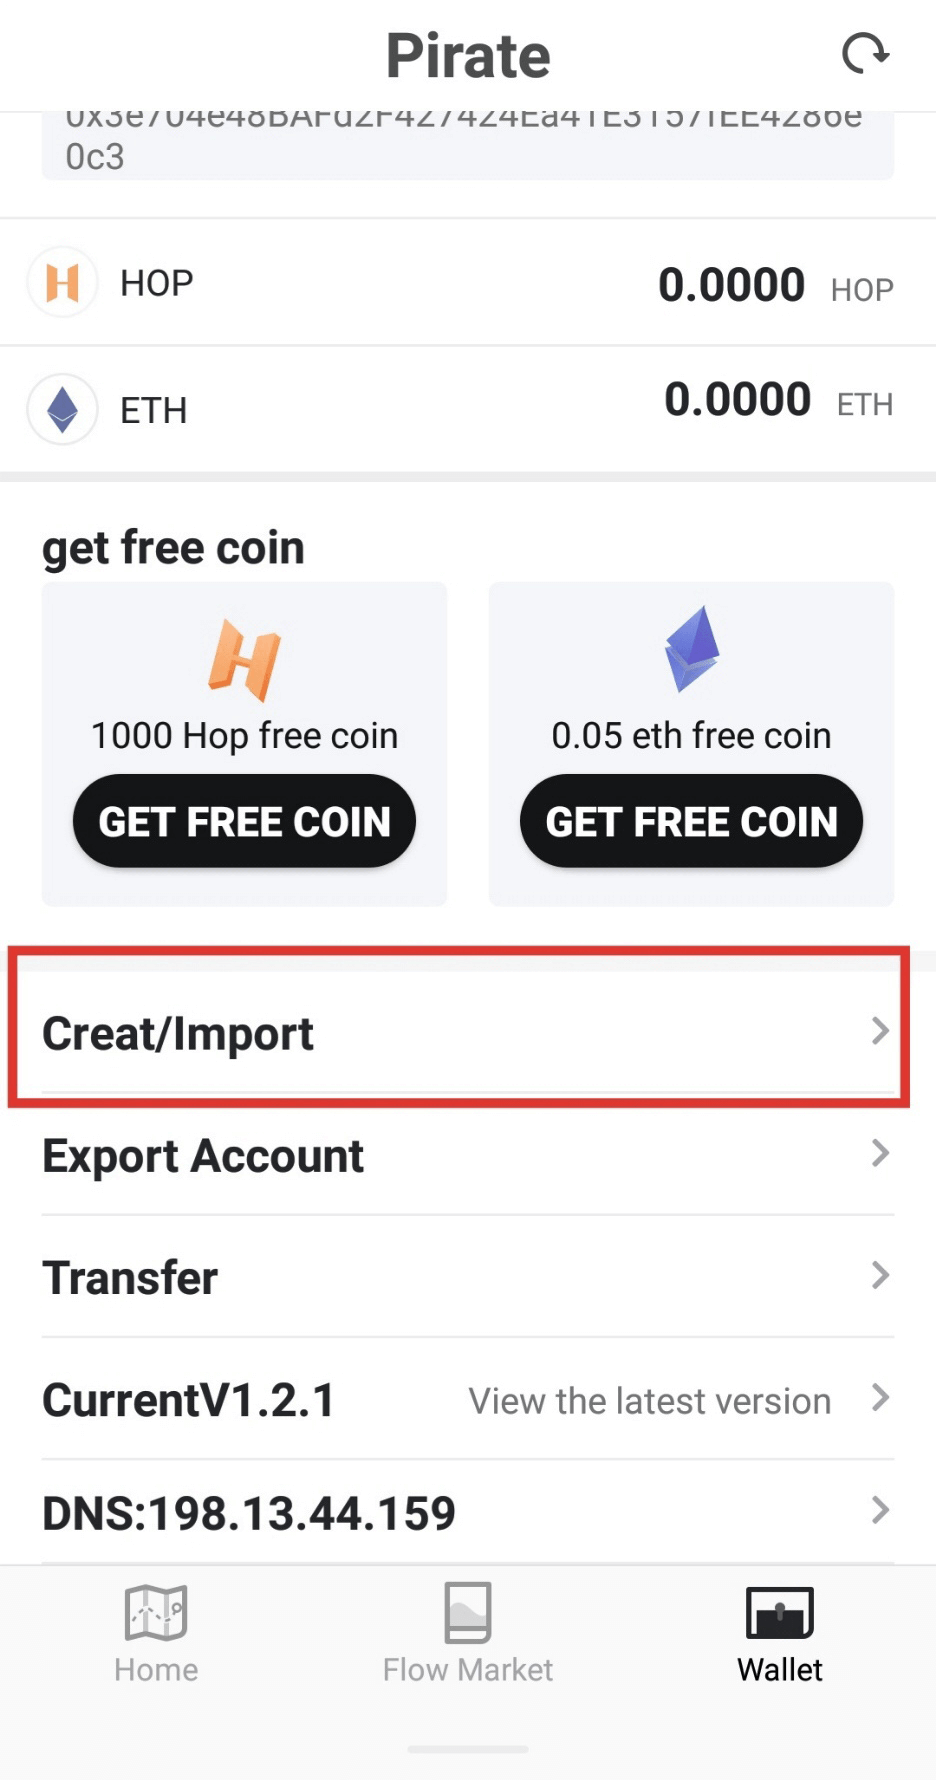 Pirate
0c3
HOP
0.0000 HOP
ETH
0.0000 ETH
get free coin
1000 Hop free coin
GET FREE COIN
0.05 eth free coin
GET FREE COIN
Creat/Import
Export Account
Transfer
CurrentV1.2.1 View the latest version
DNS:198.13.44.159
Home
Flow Market
Wallet